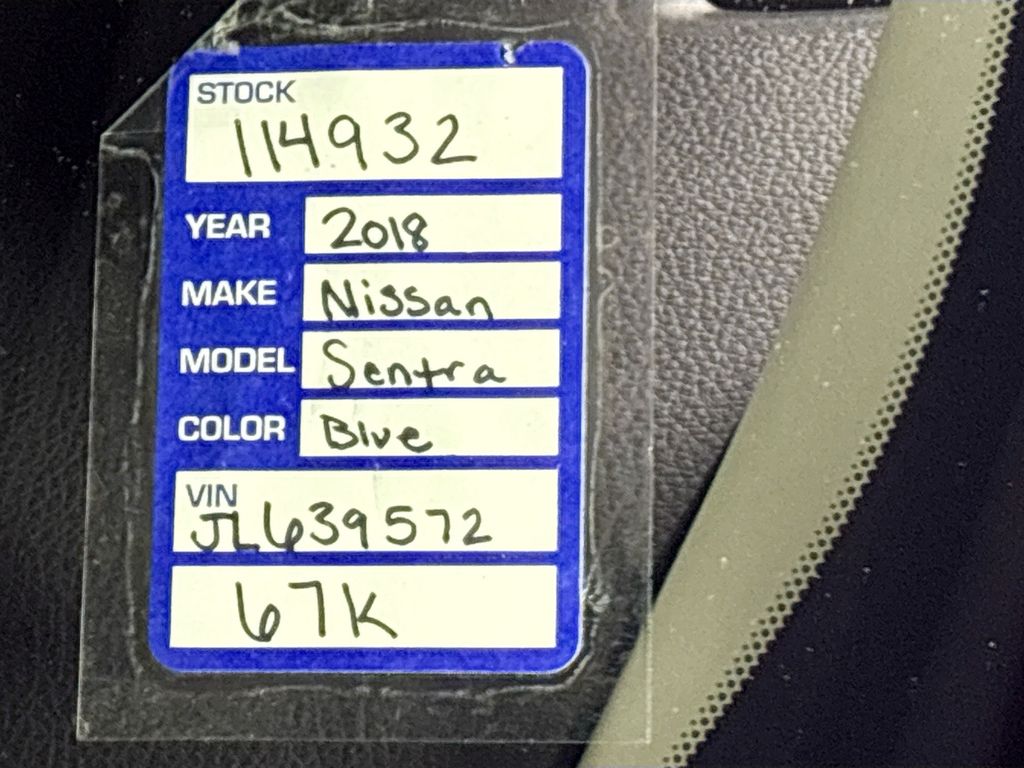 STOCK
114932
YEAR 2018
MAKE Nissan
MODEL Sentra
COLOR Blue
VIN
JL639572
67K